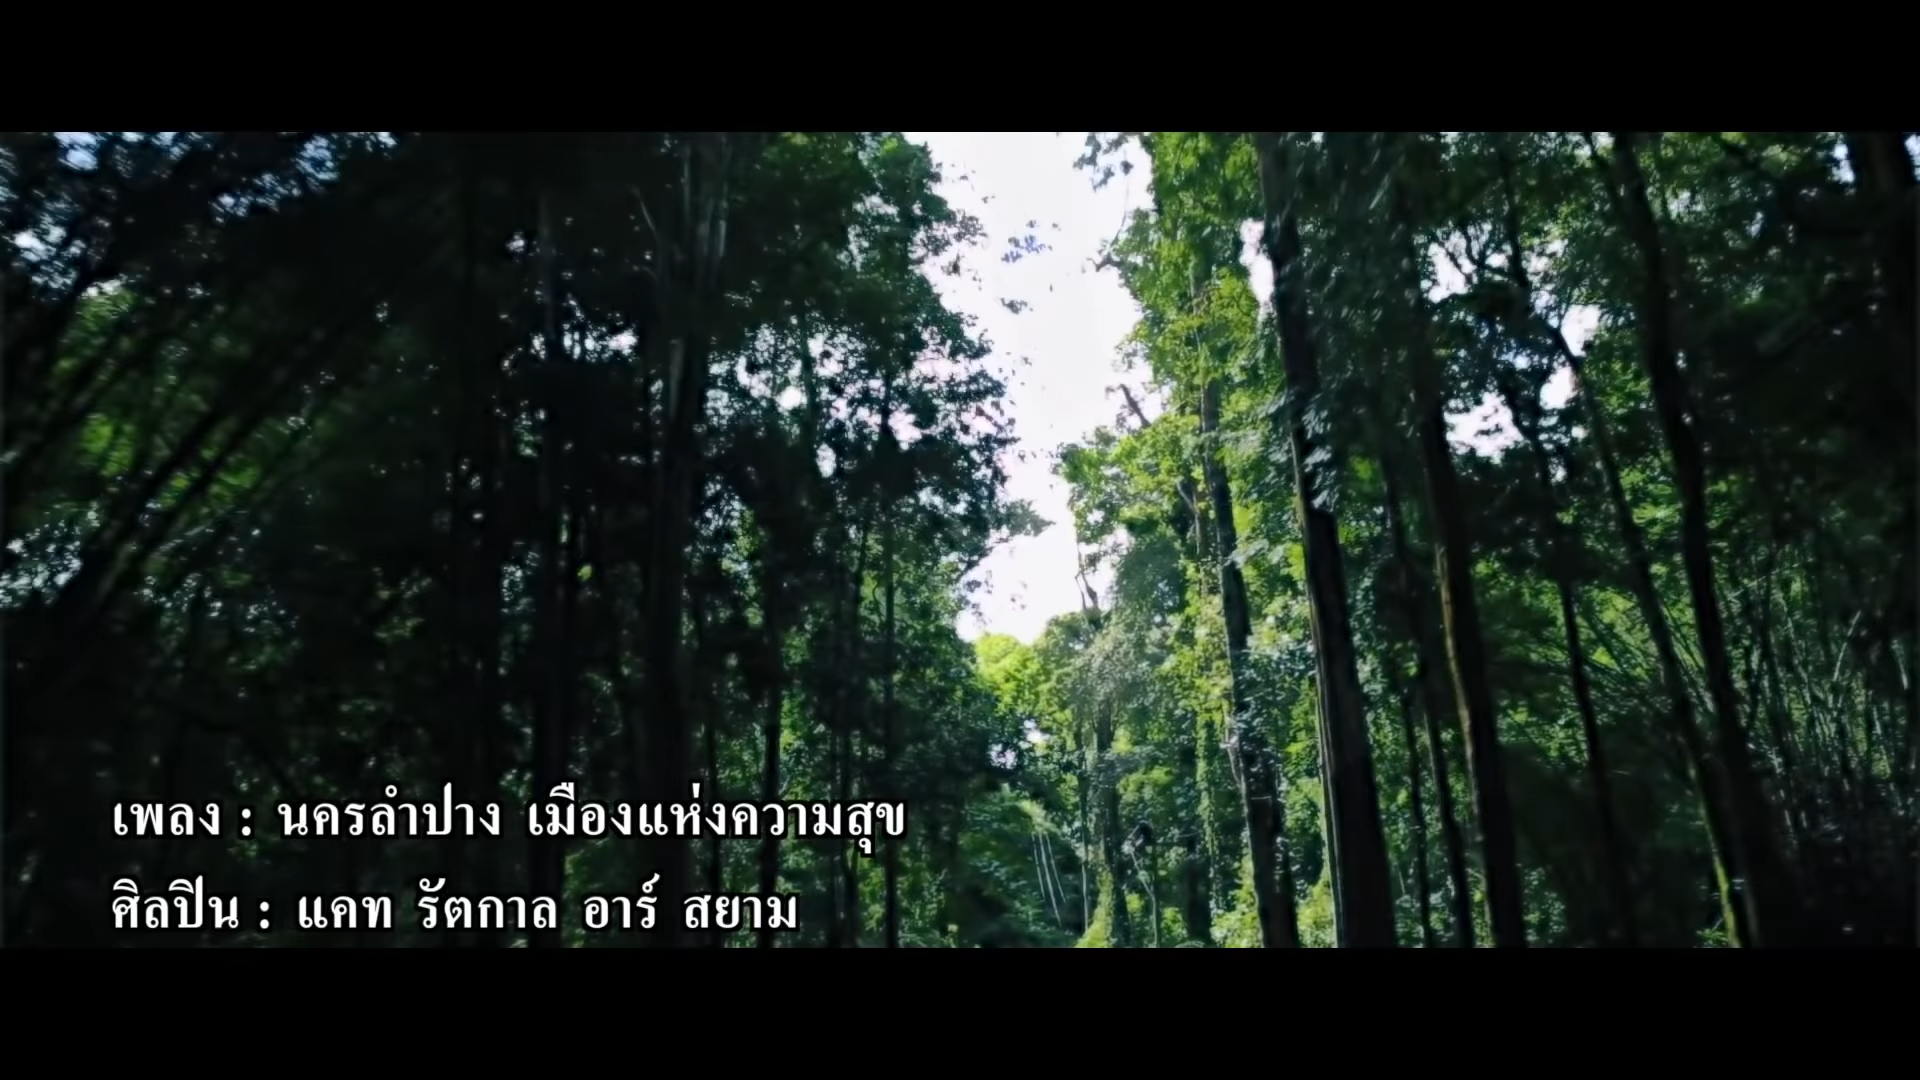 เพลง : นครลำปาง เมืองแห่งความสุข
ศิลปิน : แคท รัตกาล อาร์ สยาม